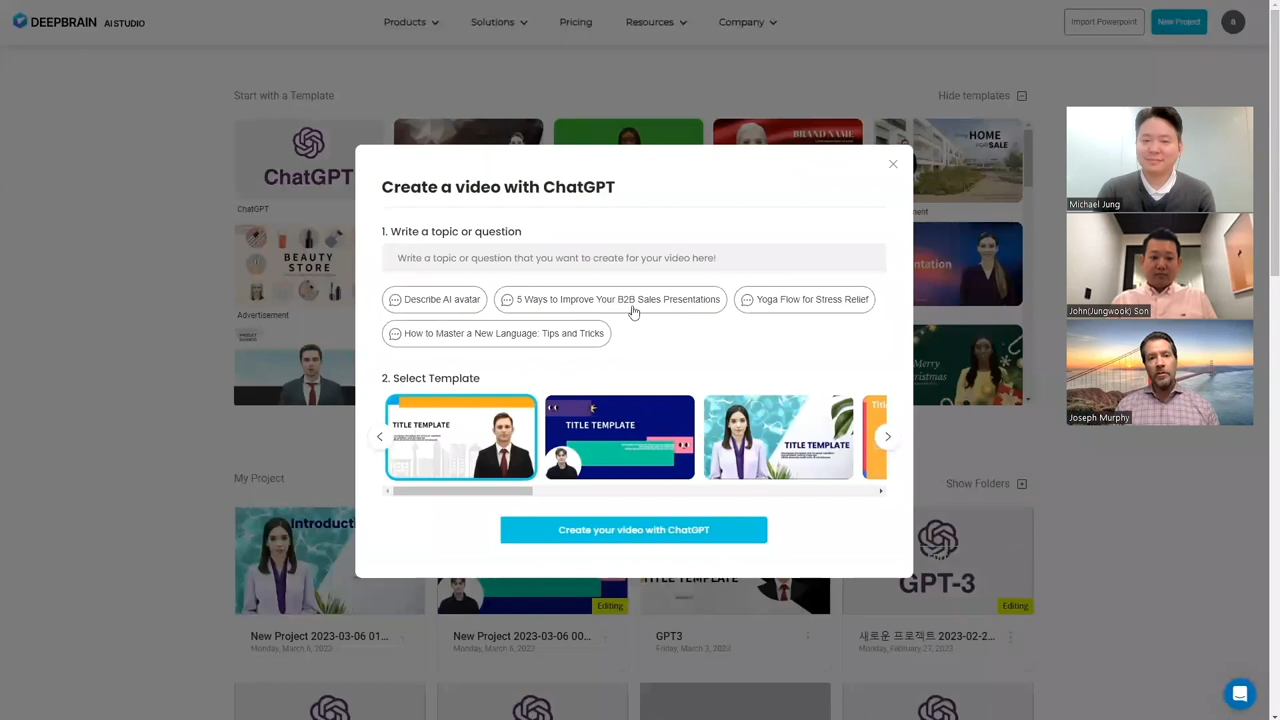 DEEPBRAIN AI STUDIO
Products
Solutions
Pricing
Resources
Company
Import Powerpoint
New Project
a
Start with a Template
Hide templates
ChatGPT
BRAND NAME
HOME
FOR SALE
ChatGPT
BEAUTY
STORE
Advertisement
Merry
Christmas
Create a video with ChatGPT
1. Write a topic or question
Write a topic or question that you want to create for your video here!
Describe AI avatar
5 Ways to Improve Your B2B Sales Presentations
Yoga Flow for Stress Relief
How to Master a New Language: Tips and Tricks
2. Select Template
TITLE TEMPLATE
TITLE TEMPLATE
TITLE TEMPLATE
Create your video with ChatGPT
Michael Jung
John(Jungwook) Son
Joseph Murphy
My Project
Show Folders
GPT-3
Editing
Editing
New Project 2023-03-06 01...
Monday, March 6, 2023
New Project 2023-03-06 00...
Monday, March 6, 2023
GPT3
Friday, March 3, 2023
새로운 프로젝트 2023-02-2...
Monday, February 27, 2023